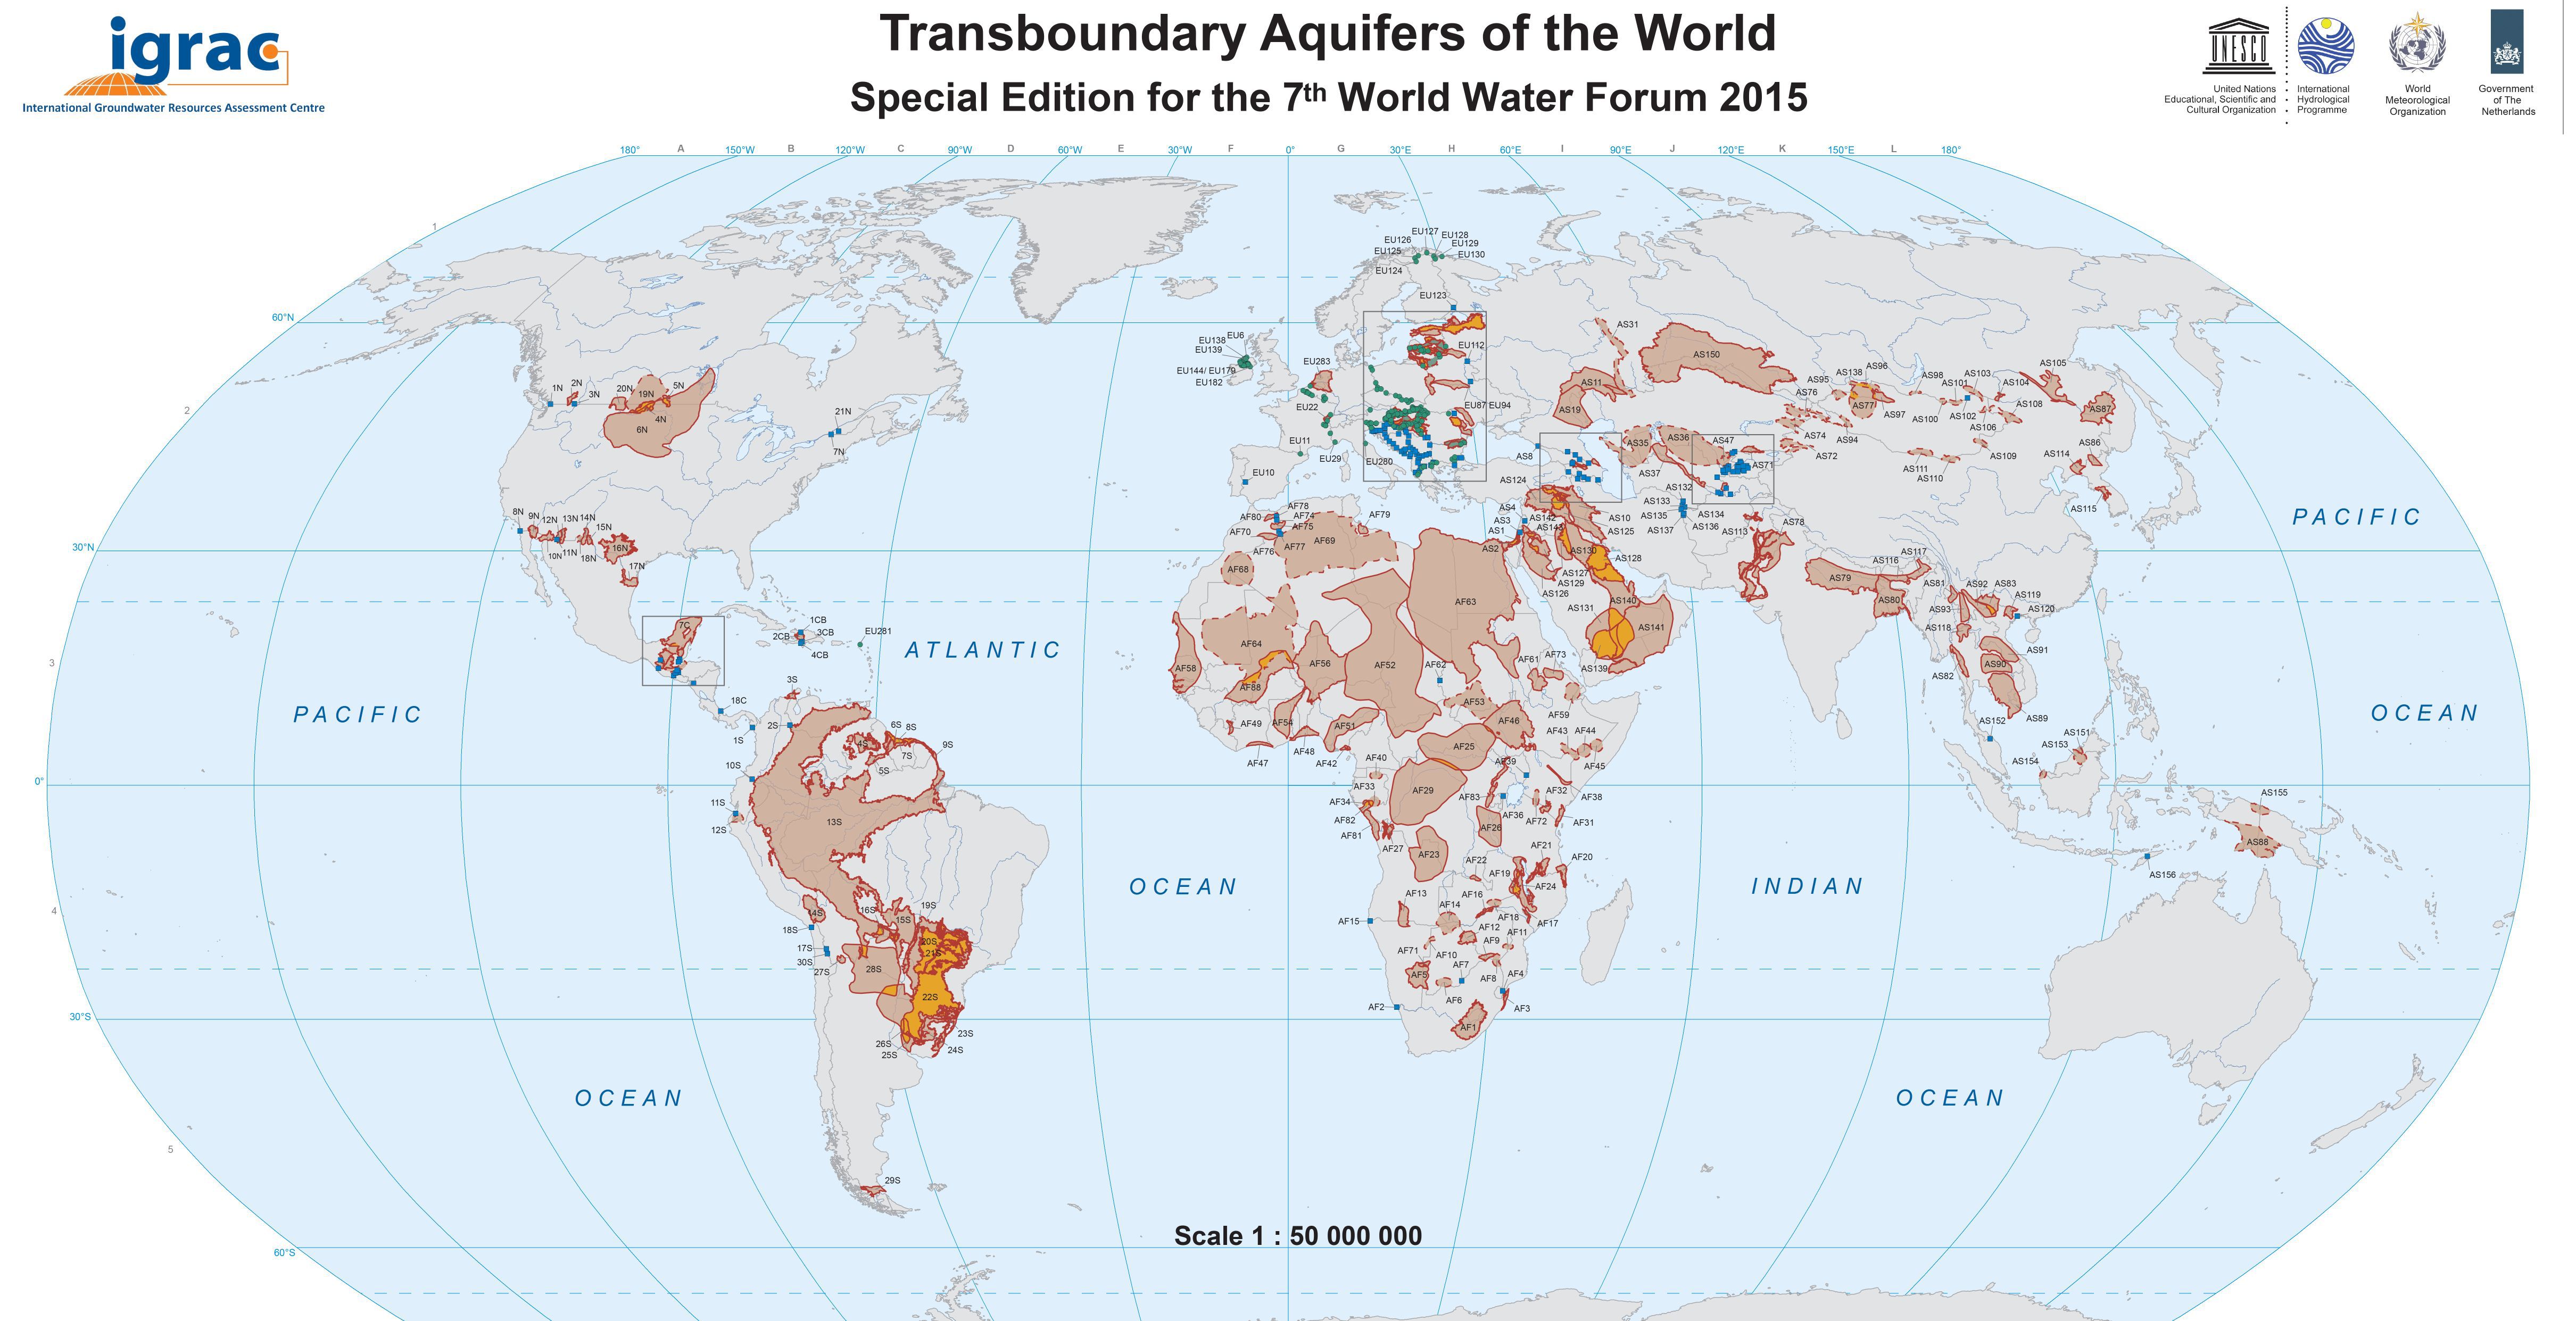 igrac
International Groundwater Resources Assessment Centre
Transboundary Aquifers of the World
Special Edition for the 7th World Water Forum 2015
UNESCO
United Nations
Educational, Scientific and
Cultural Organization
International
Hydrological
Programme
World
Meteorological
Organization
Government
of The
Netherlands
180° A 150°W B 120°W C 90°W D 60°W E 30°W F 0° G 30°E H 60°E I 90°E J 120°E K 150°E L 180°
1
60°N
2
30°N
3
0°
4
30°S
5
60°S
PACIFIC
OCEAN
ATLANTIC
OCEAN
INDIAN
OCEAN
PACIFIC
OCEAN
1N 2N 3N 20N 19N 5N 4N 6N
21N
7N
8N 9N 12N 13N 14N 15N
10N 11N 18N 16N
17N
7C
1CB
2CB 3CB
4CB
EU281
18C
1S
3S
2S
4S 6S 8S
5S 7S
9S
10S
11S
12S
13S
14S 16S 15S 19S
18S
17S
30S
27S
20S
21S
28S
22S
26S
25S
23S
24S
29S
EU127
EU126 EU128
EU125 EU129
EU130
EU124
EU123
EU138 EU6
EU139
EU144/ EU179
EU182
EU283
EU112
EU22
EU87 EU94
EU11
EU29
EU280
EU10
AF78
AF80 AF74
AF75
AF70
AF76 AF77 AF69
AF79
AF68
AF63
AF64
AF58
AF56
AF52
AF62
AF61 AF73
AF88
AF53
AF49 AF54 AF51
AF46
AF59
AF47
AF48
AF42
AF43 AF44
AF45
AF25
AF40
AF39
AF33
AF34
AF29
AF83
AF32
AF38
AF82
AF81
AF36
AF72
AF31
AF26
AF27
AF23
AF22
AF21
AF20
AF19
AF24
AF13
AF16
AF14
AF15
AF18
AF17
AF12
AF11
AF9
AF71
AF10
AF7
AF5
AF8
AF4
AF6
AF2
AF3
AF1
AS31
AS150
AS11
AS19
AS95 AS138 AS96
AS76
AS77
AS97
AS98
AS103
AS101
AS104
AS105
AS100
AS102
AS108
AS106
AS87
AS35
AS36
AS47
AS74
AS94
AS72
AS71
AS8
AS37
AS111
AS110
AS109
AS86
AS114
AS115
AS124
AS132
AS133
AS134
AS135
AS136
AS137
AS113
AS78
AS4
AS3
AS1
AS142
AS143
AS10
AS125
AS2
AS130
AS128
AS127
AS129
AS126
AS131
AS140
AS141
AS139
AS79
AS116
AS117
AS80
AS81
AS92 AS83
AS119
AS93
AS120
AS118
AS91
AS90
AS82
AS89
AS152
AS151
AS153
AS154
AS155
AS88
AS156
Scale 1 : 50 000 000